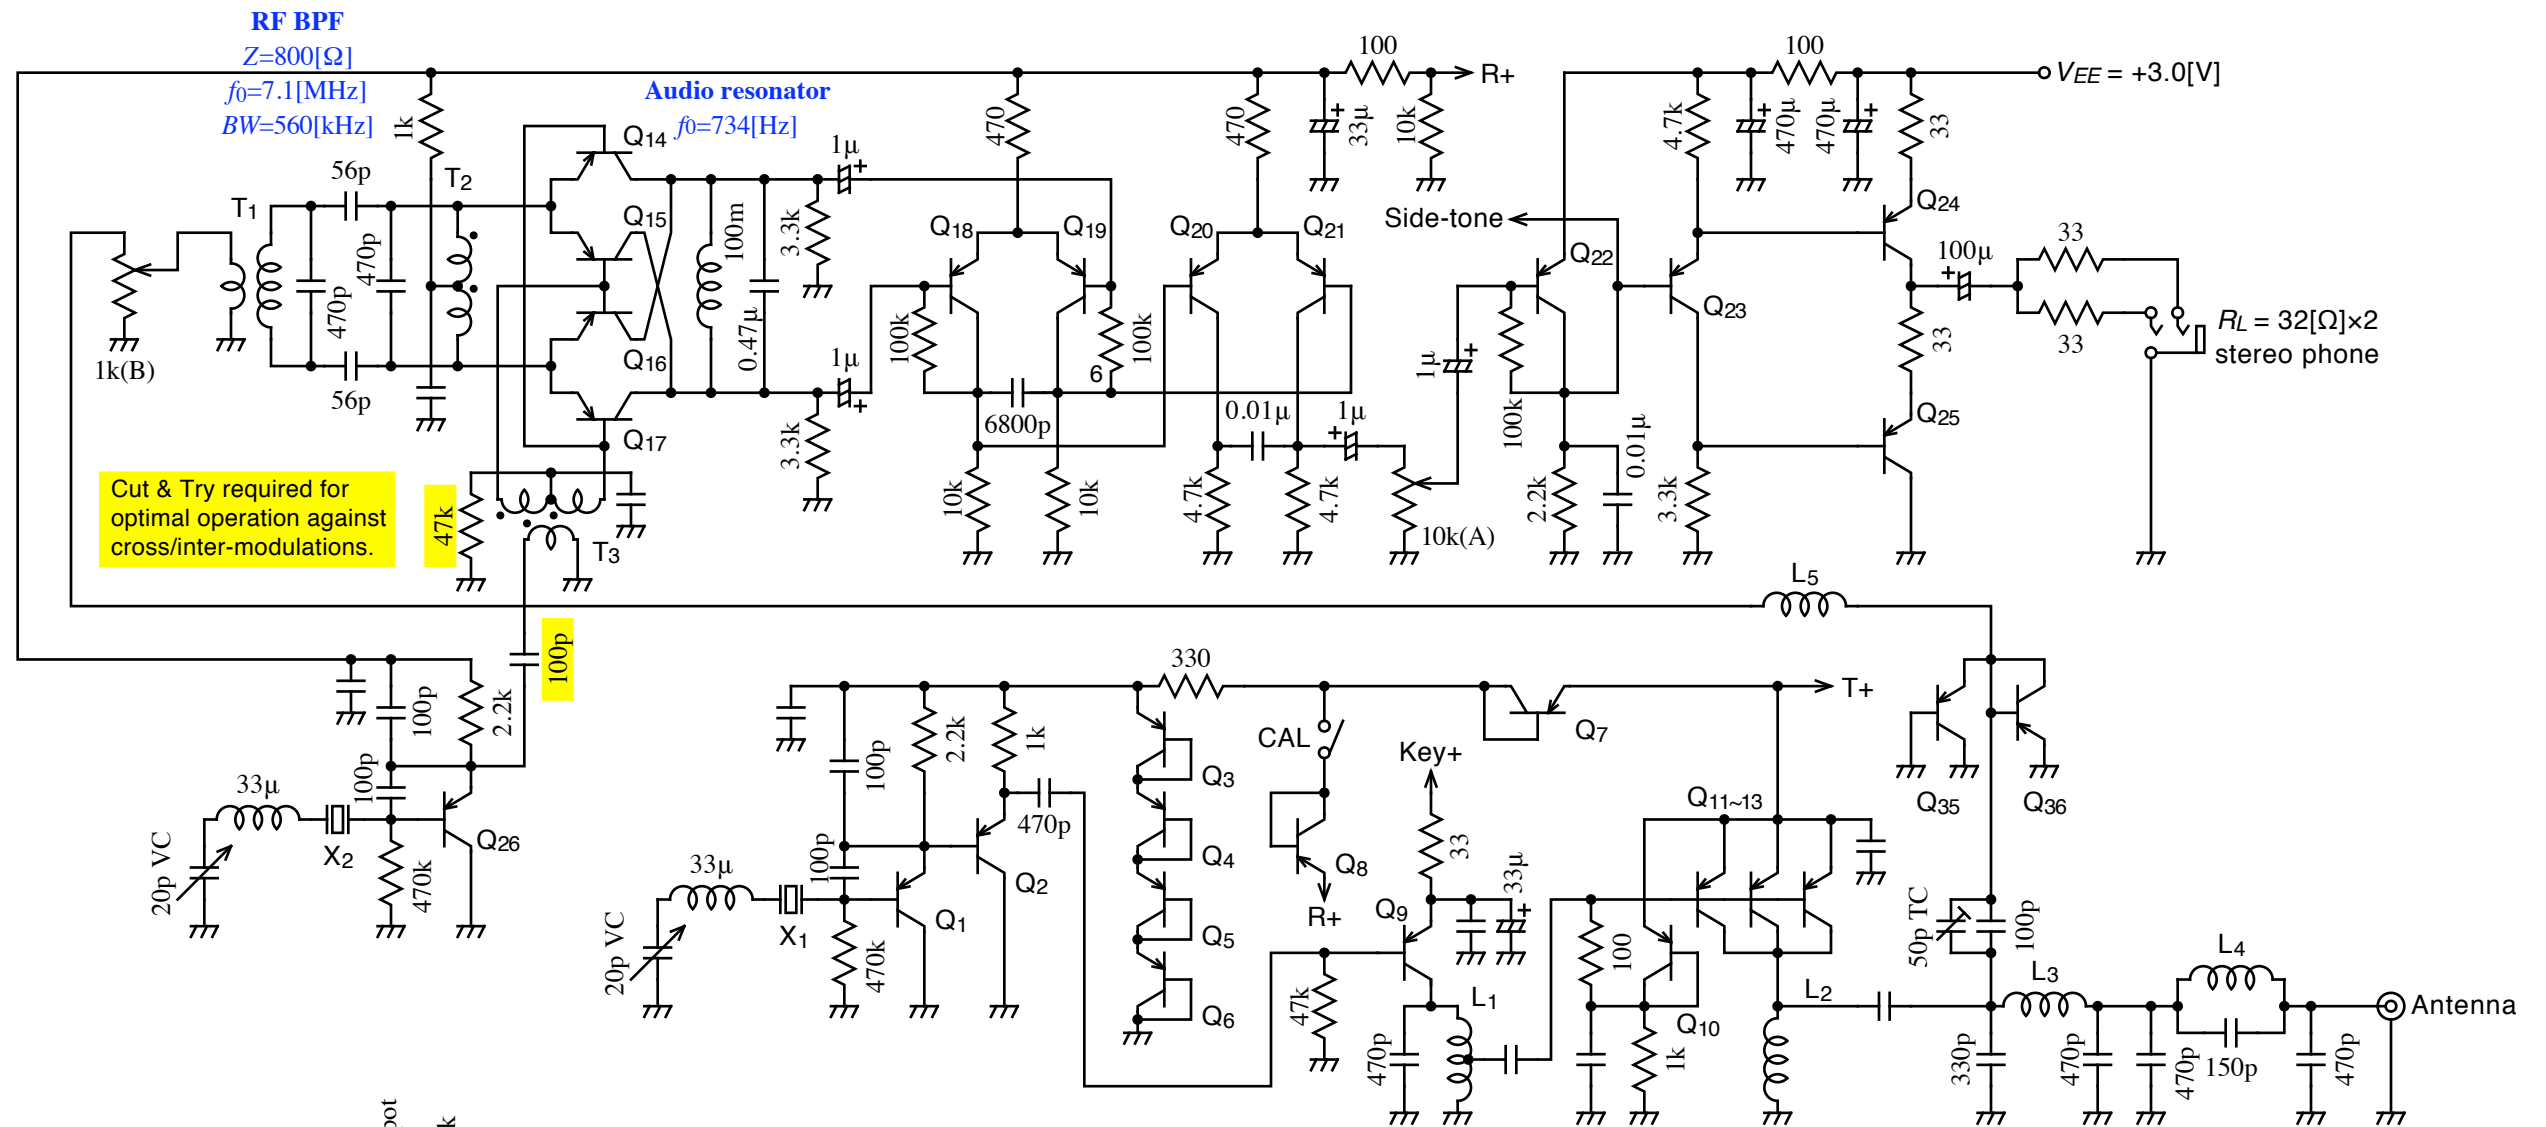 RF BPF
Z=800[Ω]
f0=7.1[MHz]
BW=560[kHz]
Audio resonator
f0=734[Hz]
100
R+
100
VEE = +3.0[V]
1k
470
470
33μ
10k
4.7k
470μ
470μ
33
Q14
1μ
56p
T2
T1
Q15
100m
3.3k
Q18
Q19
Q20
Q21
Side-tone
Q22
Q24
33
100μ
470p
470p
0.47μ
Q23
33
RL = 32[Ω]×2
stereo phone
33
1k(B)
56p
Q16
1μ
100k
100k
6
1μ
6800p
0.01μ
1μ
100k
0.01μ
Q25
Q17
3.3k
Cut & Try required for
optimal operation against
cross/inter-modulations.
47k
T3
10k
10k
4.7k
4.7k
10k(A)
2.2k
3.3k
L5
100p
330
T+
100p
2.2k
2.2k
1k
CAL
Key+
Q7
100p
100p
Q3
Q35
Q36
33μ
X2
Q26
20p VC
470k
470p
Q11~13
33μ
100p
Q2
Q4
Q8
R+
33
33μ
20p VC
X1
Q1
470k
Q5
Q9
100
50p TC
100p
L4
L3
Q6
47k
L1
Q10
L2
Antenna
470p
1k
330p
470p
470p
150p
470p
pot
k